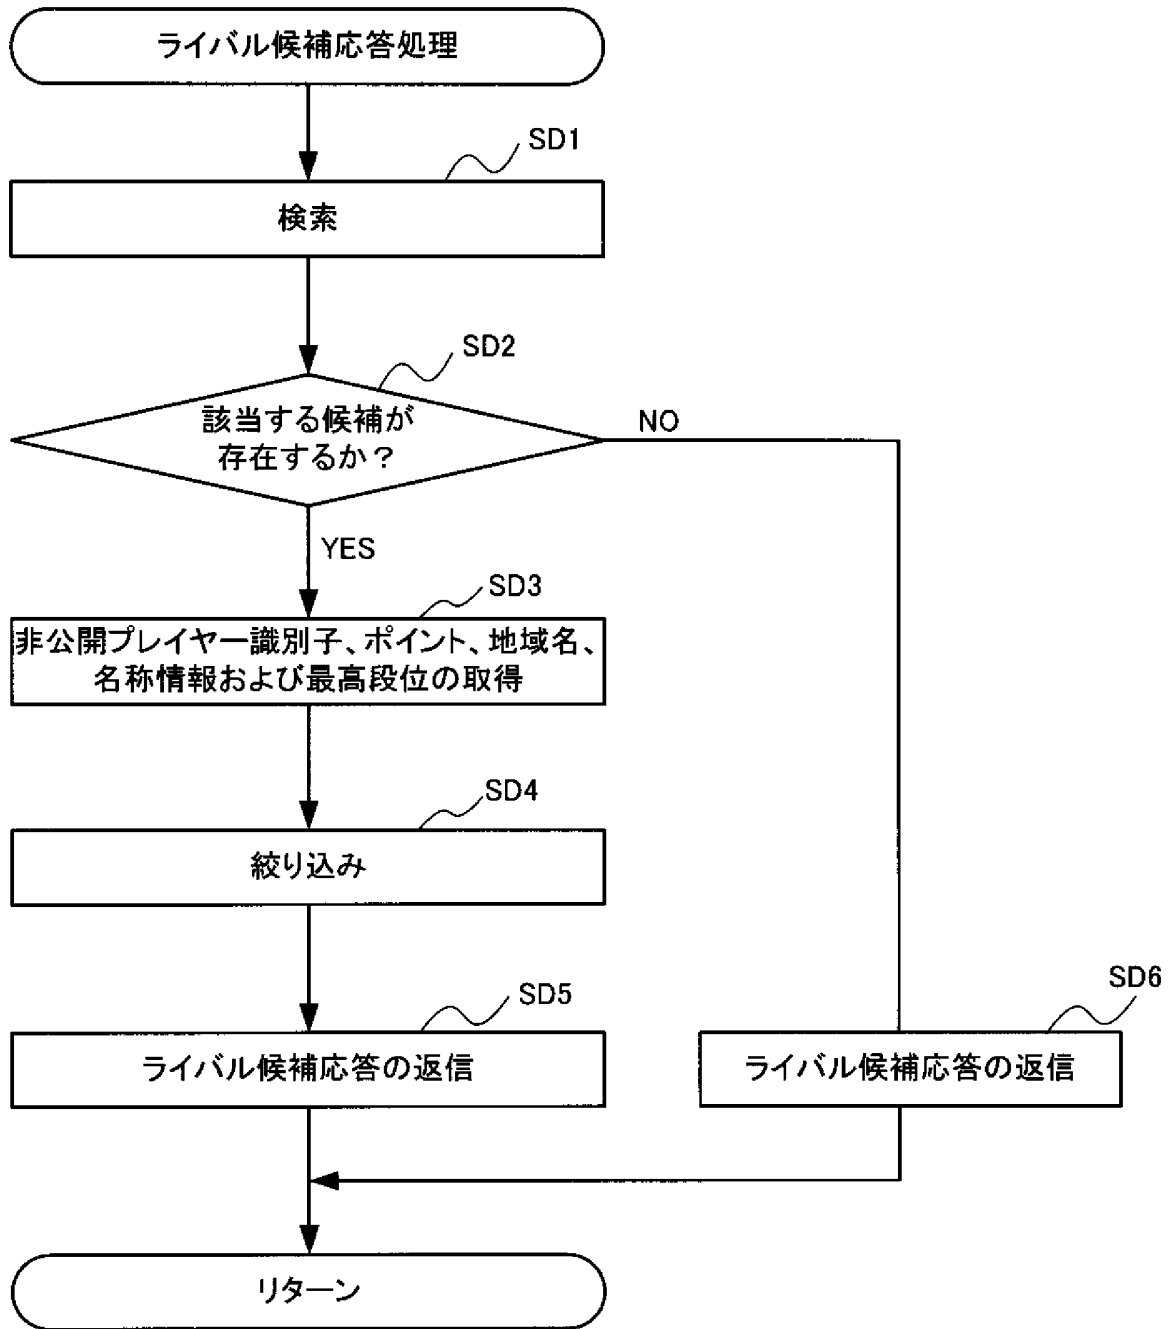 ライバル候補応答処理
SD1
検索
SD2
該当する候補が
存在するか？
NO
YES
SD3
非公開プレイヤー識別子、ポイント、地域名、
名称情報および最高段位の取得
SD4
絞り込み
SD5
ライバル候補応答の返信
SD6
ライバル候補応答の返信
リターン